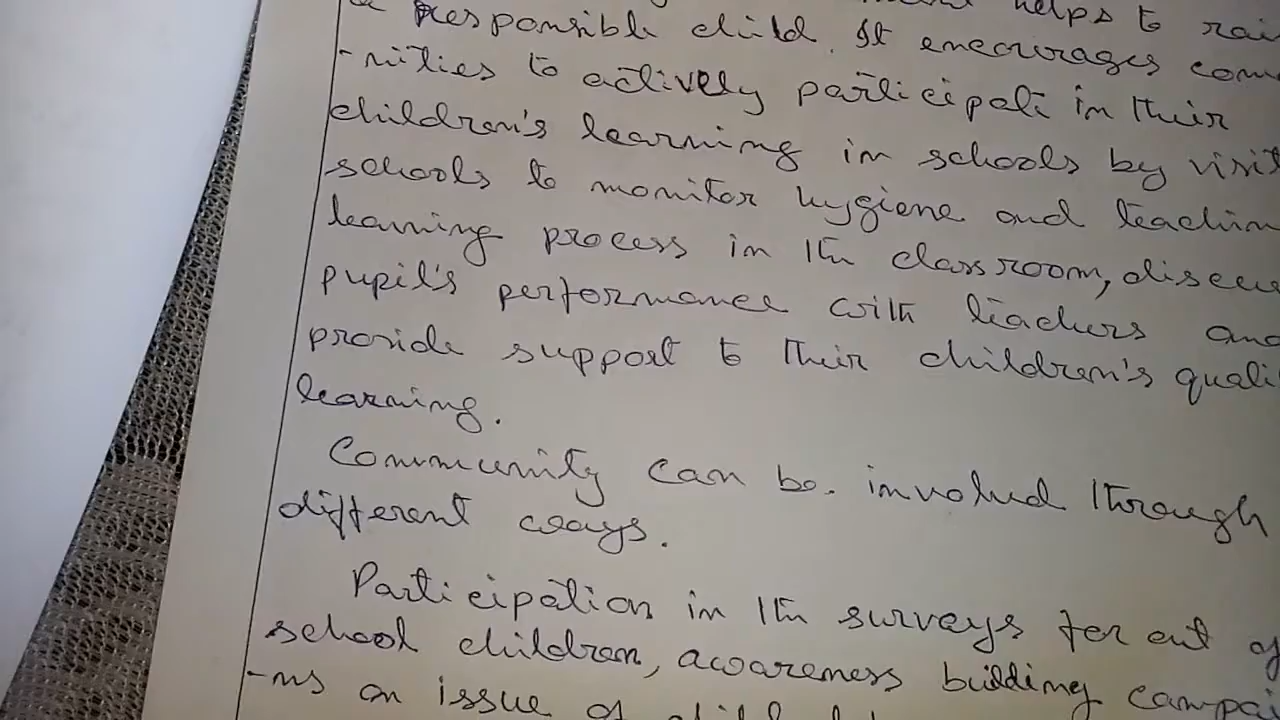 a Responsible child. It encourages com
-nities to actively participate in their
children's learning in schools by visit
schools to monitor hygiene and teachin
learning process in the classroom, discus
pupil's performance with teachers and
provide support to their children's quali
learning.
Community can be. involved through
different ways.
Participation in the surveys for out of
school children, awareness building campai
-ns on issue of